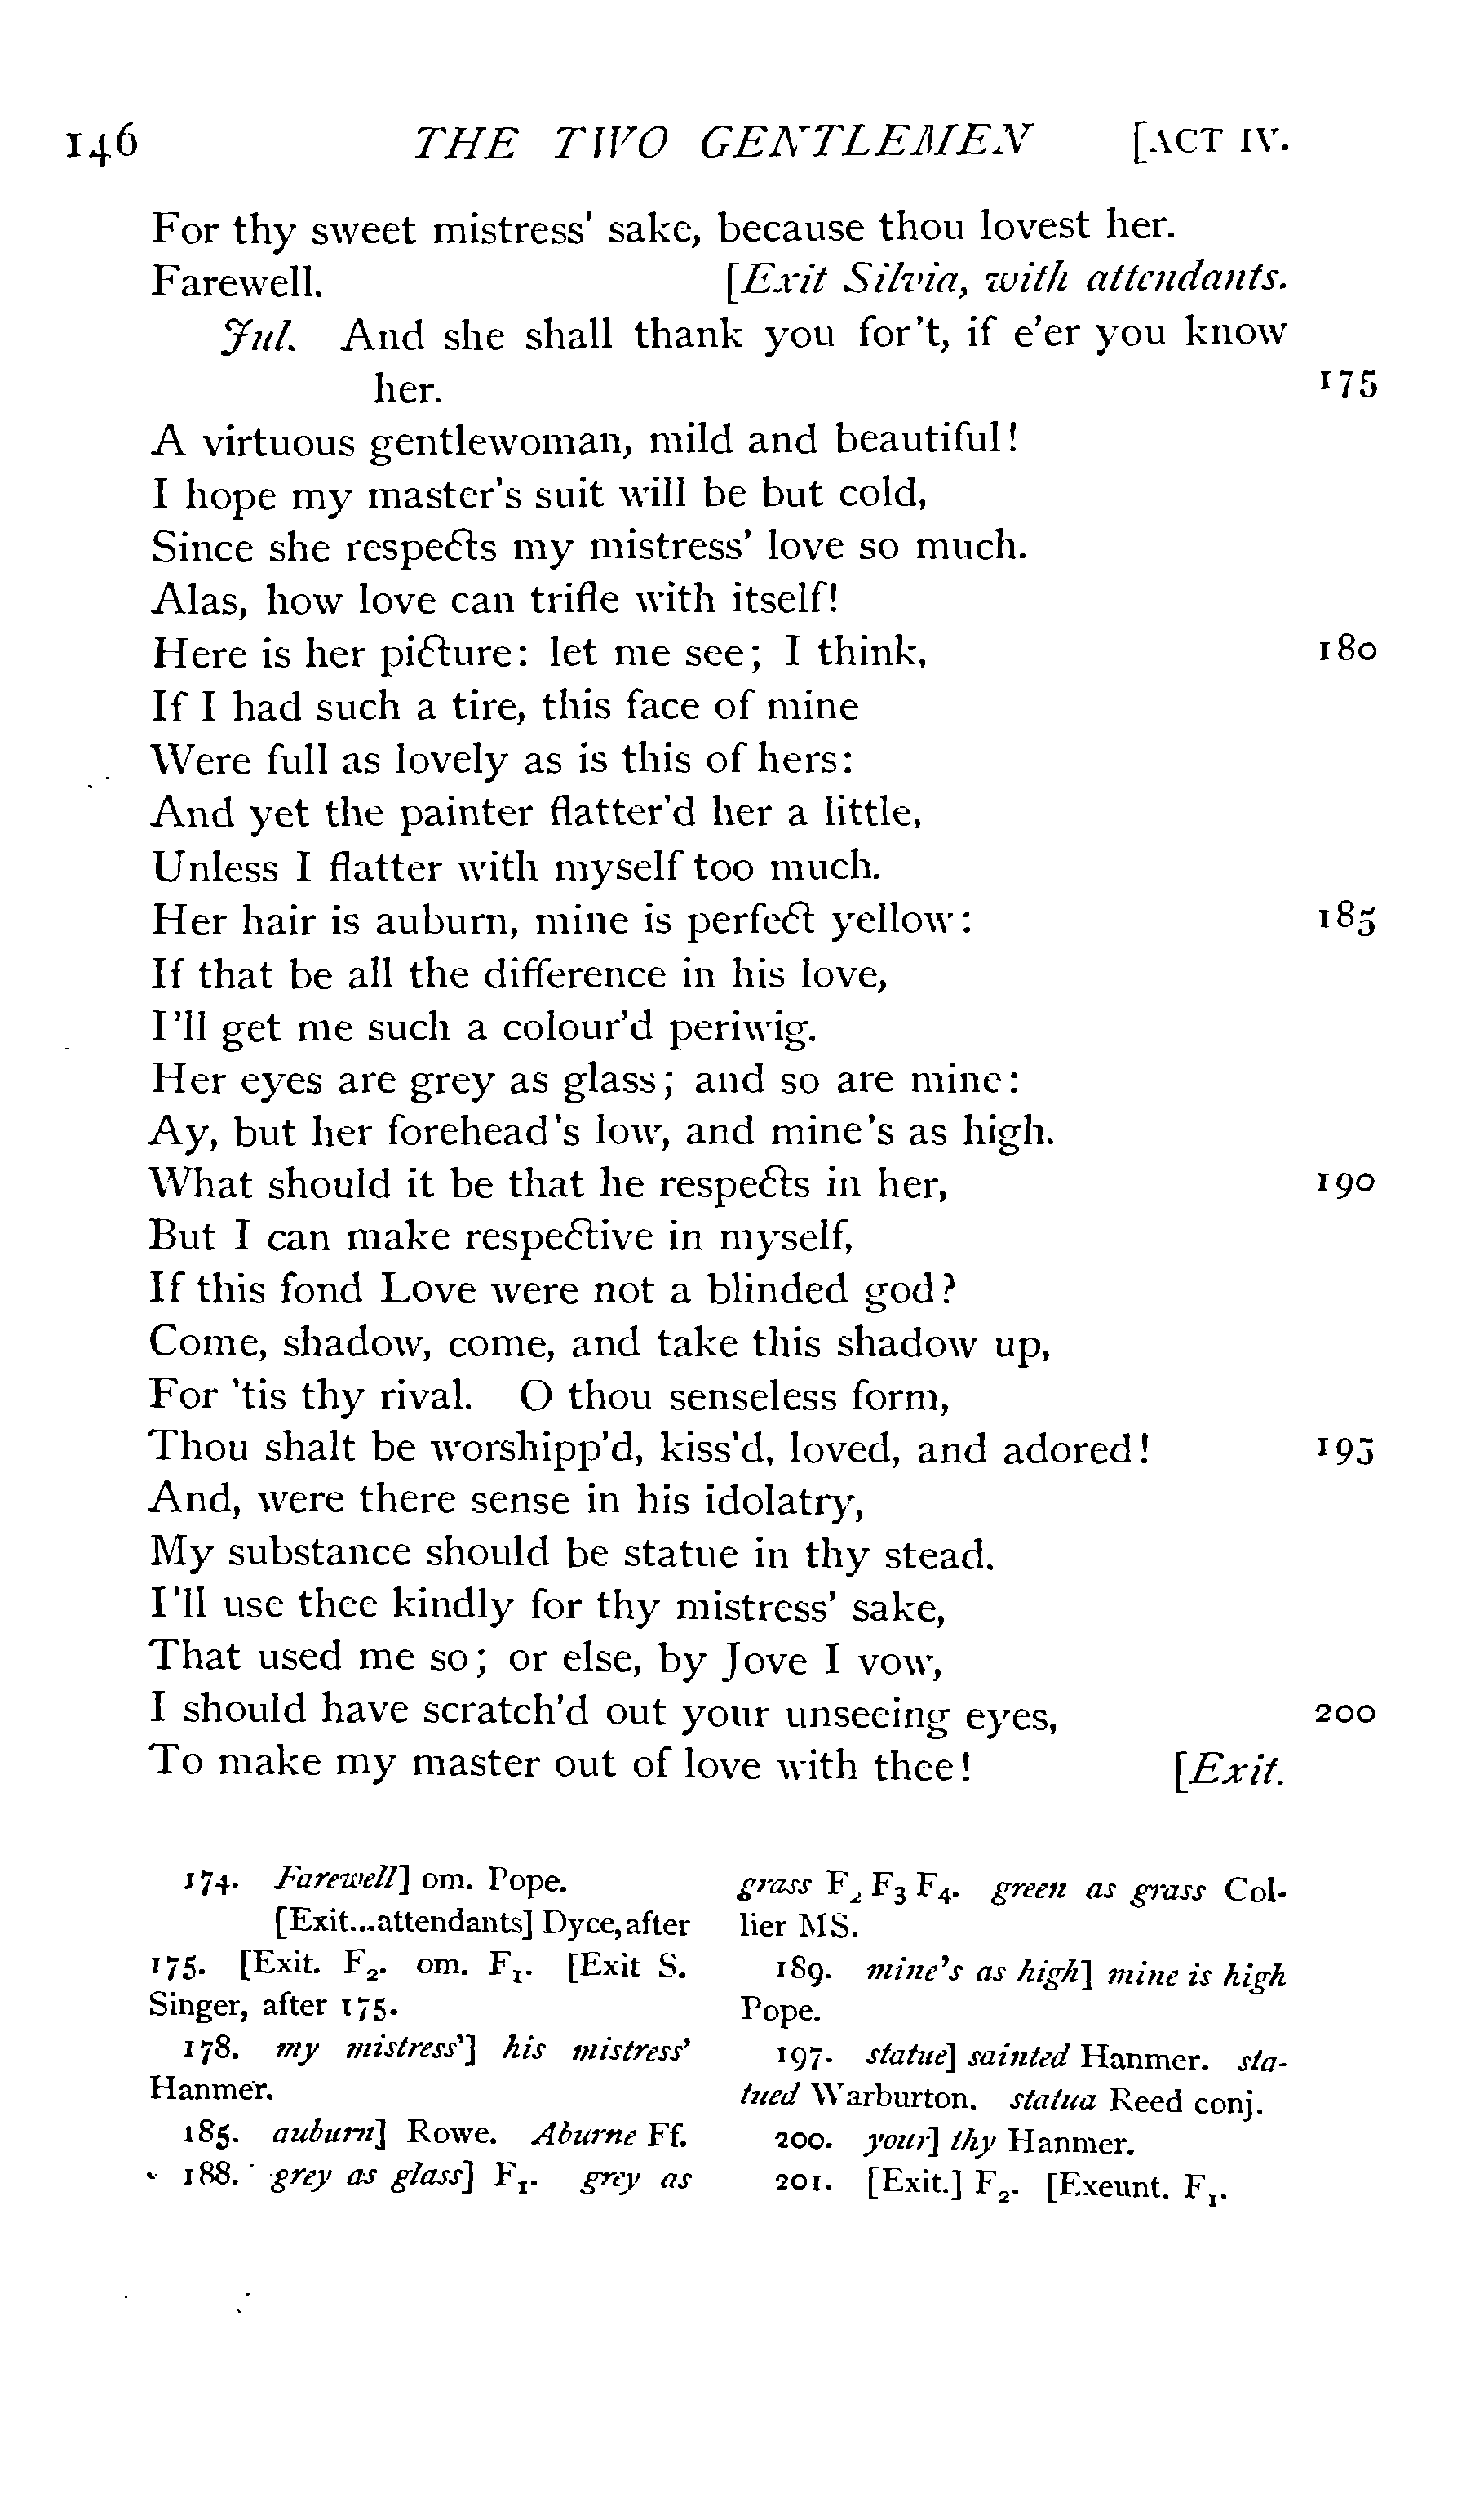 146 THE TWO GENTLEMEN [ACT IV.
For thy sweet mistress' sake, because thou lovest her.
Farewell. [Exit Silvia, with attendants.
Jul. And she shall thank you for't, if e'er you know
her. 175
A virtuous gentlewoman, mild and beautiful!
I hope my master's suit will be but cold,
Since she respects my mistress' love so much.
Alas, how love can trifle with itself!
Here is her picture: let me see; I think, 180
If I had such a tire, this face of mine
Were full as lovely as is this of hers:
And yet the painter flatter'd her a little,
Unless I flatter with myself too much.
Her hair is auburn, mine is perfect yellow: 185
If that be all the difference in his love,
I'll get me such a colour'd periwig.
Her eyes are grey as glass; and so are mine:
Ay, but her forehead's low, and mine's as high.
What should it be that he respects in her, 190
But I can make respective in myself,
If this fond Love were not a blinded god?
Come, shadow, come, and take this shadow up,
For 'tis thy rival. O thou senseless form,
Thou shalt be worshipp'd, kiss'd, loved, and adored! 195
And, were there sense in his idolatry,
My substance should be statue in thy stead.
I'll use thee kindly for thy mistress' sake,
That used me so; or else, by Jove I vow,
I should have scratch'd out your unseeing eyes, 200
To make my master out of love with thee! [Exit.
174. Farewell] om. Pope.
[Exit...attendants] Dyce, after
175. [Exit. F2. om. F1. [Exit S.
Singer, after 175.
178. my mistress'] his mistress'
Hanmer.
185. auburn] Rowe. Aburne Ff.
188. grey as glass] F1. grey as
grass F2 F3 F4. green as grass Col-
lier MS.
189. mine's as high] mine is high
Pope.
197. statue] sainted Hanmer. sta-
tued Warburton. statua Reed conj.
200. your] thy Hanmer.
201. [Exit.] F2. [Exeunt. F1.